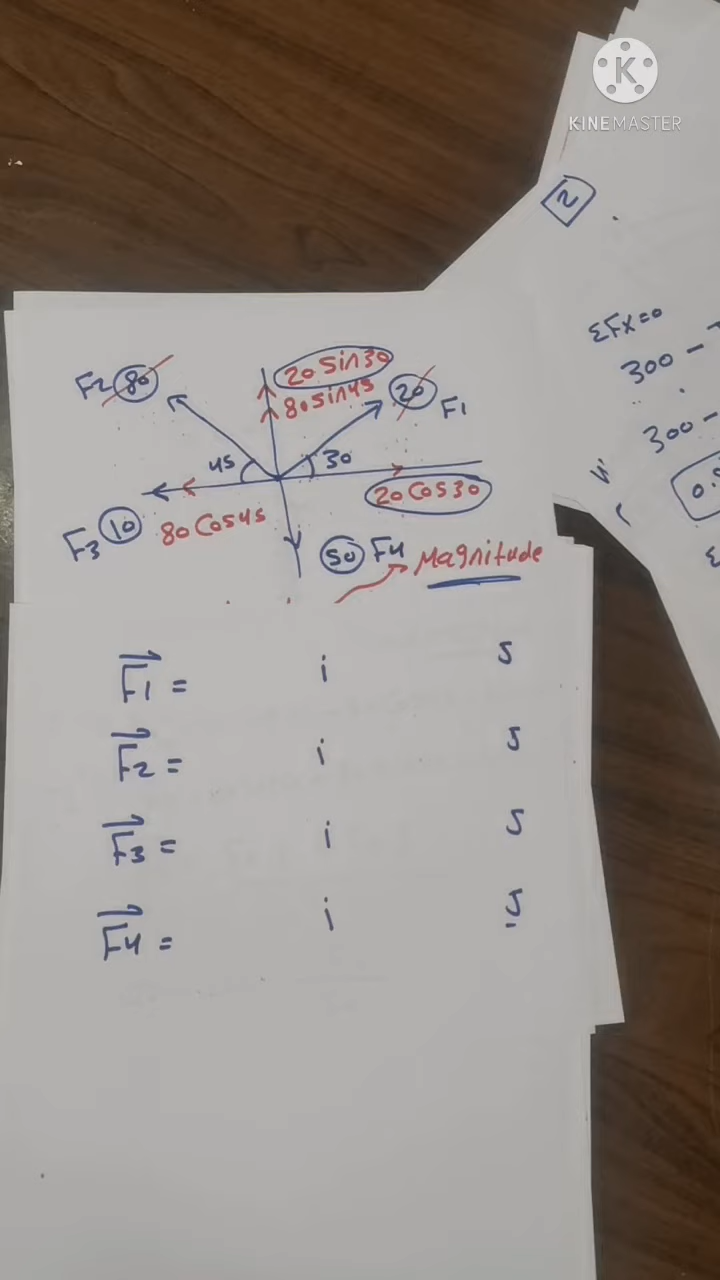 KINEMASTER
2
ΣFx=0
300 -
300 -
F2 80
20 sin30
80 sin45
20 F1
45
30
20 Cos30
F3 10
80 Cos45
50 F4
Magnitude
F1 = i J
F2 = i J
F3 = i J
F4 = i J